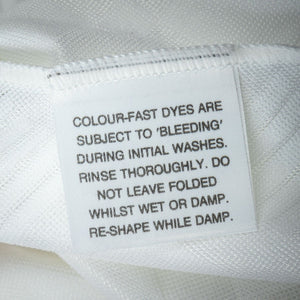 COLOUR-FAST DYES ARE
SUBJECT TO 'BLEEDING'
DURING INITIAL WASHES.
RINSE THOROUGHLY. DO
NOT LEAVE FOLDED
WHILST WET OR DAMP.
RE-SHAPE WHILE DAMP.